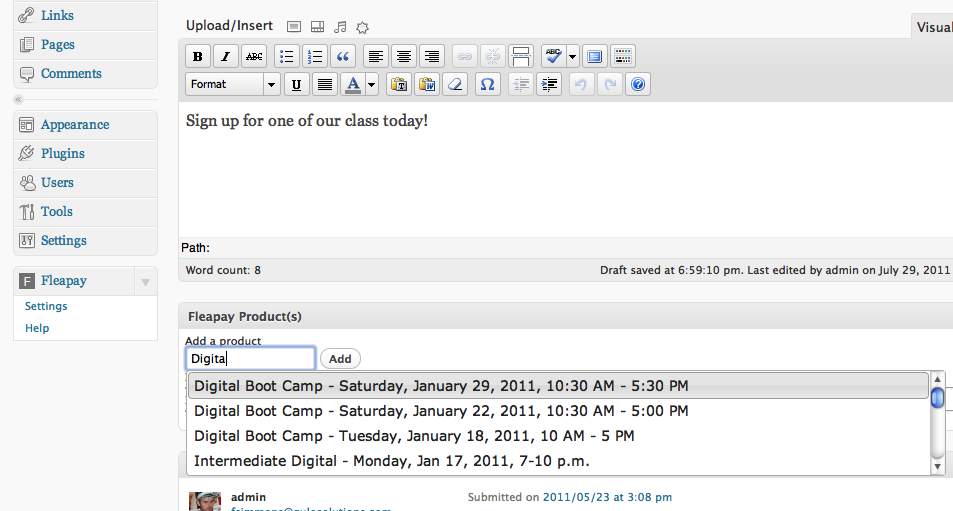 Links
Pages
Comments
Appearance
Plugins
Users
Tools
Settings
F Fleapay
Settings
Help
Upload/Insert
Visual
B I ABC ABC
Format U A T W Ω ?
Sign up for one of our class today!
Path:
Word count: 8 Draft saved at 6:59:10 pm. Last edited by admin on July 29, 2011
Fleapay Product(s)
Add a product
Digita Add
Digital Boot Camp - Saturday, January 29, 2011, 10:30 AM - 5:30 PM
Digital Boot Camp - Saturday, January 22, 2011, 10:30 AM - 5:00 PM
Digital Boot Camp - Tuesday, January 18, 2011, 10 AM - 5 PM
Intermediate Digital - Monday, Jan 17, 2011, 7-10 p.m.
admin Submitted on 2011/05/23 at 3:08 pm